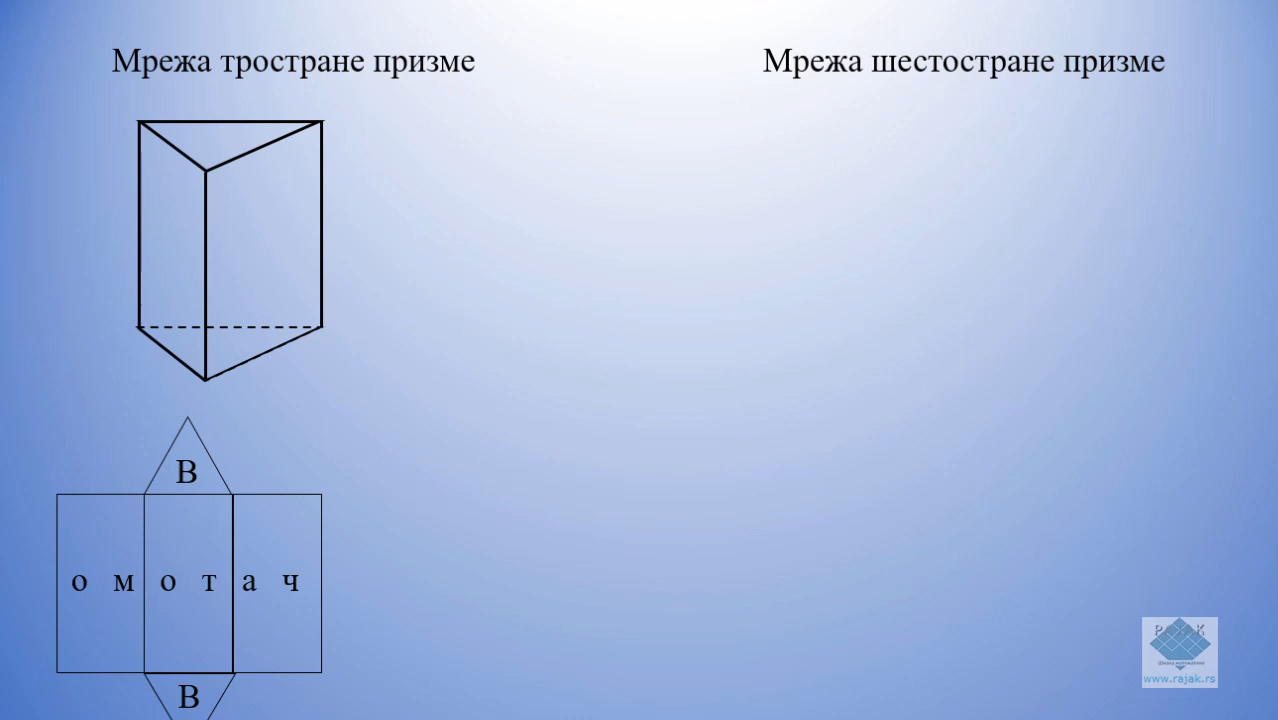 Мрежа тростране призме
Мрежа шестостране призме
В
о м о т а ч
В
www.rajak.rs